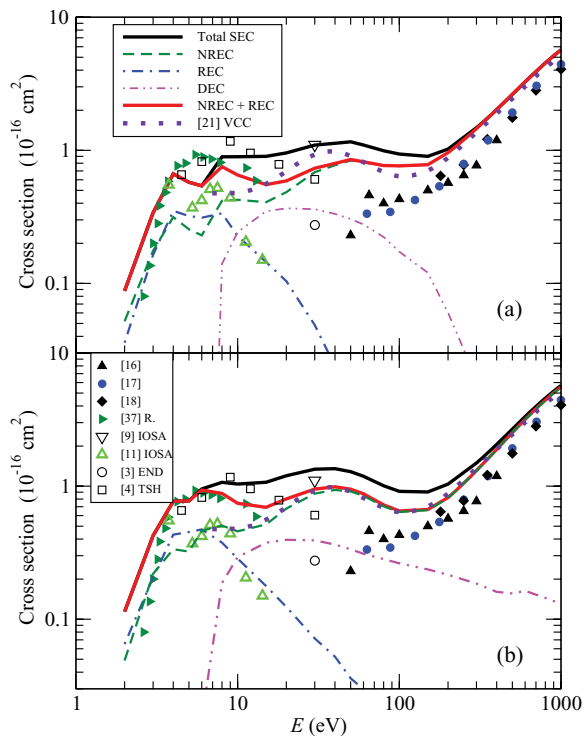 10
Total SEC
NREC
REC
DEC
NREC + REC
[21] VCC
1
0.1
Cross section (10⁻¹⁶ cm²)
(a)
10
[16]
[17]
[18]
[37] R.
[9] IOSA
[11] IOSA
[3] END
[4] TSH
1
0.1
Cross section (10⁻¹⁶ cm²)
(b)
1 10 100 1000
E (eV)